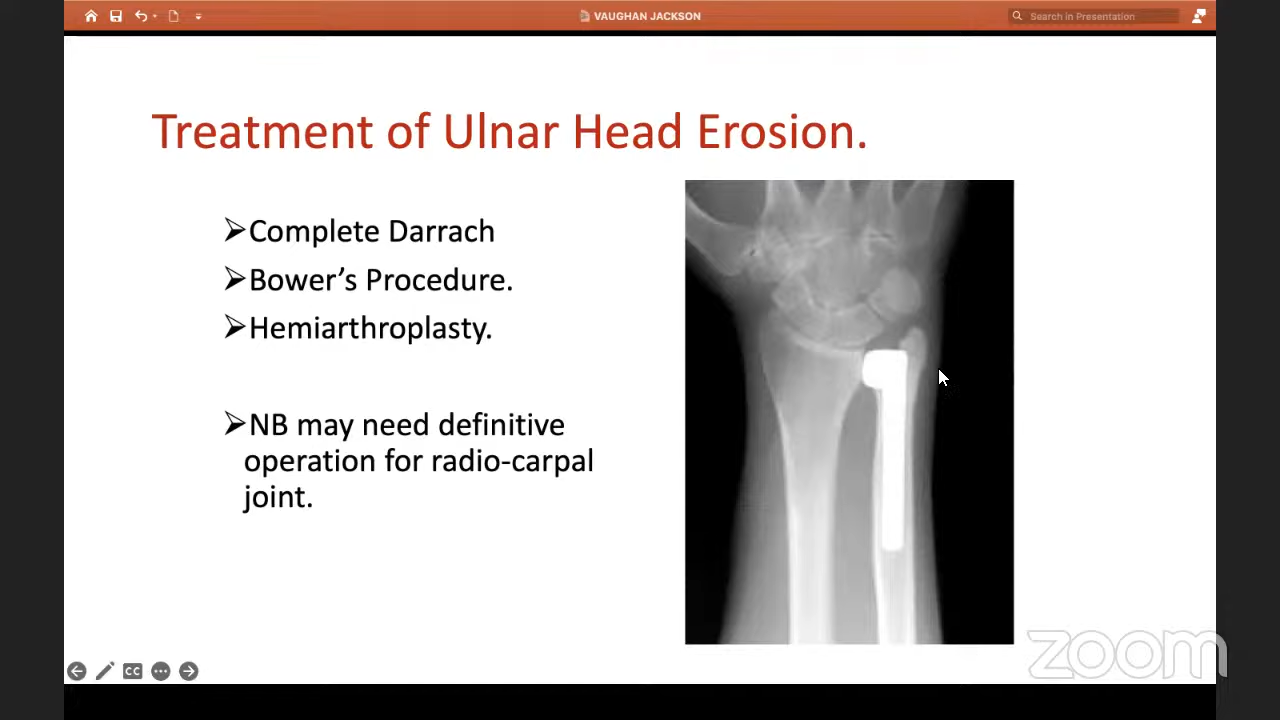 VAUGHAN JACKSON
Search in Presentation
Treatment of Ulnar Head Erosion.
➢Complete Darrach
➢Bower’s Procedure.
➢Hemiarthroplasty.
➢NB may need definitive
operation for radio-carpal
joint.
CC
zoom